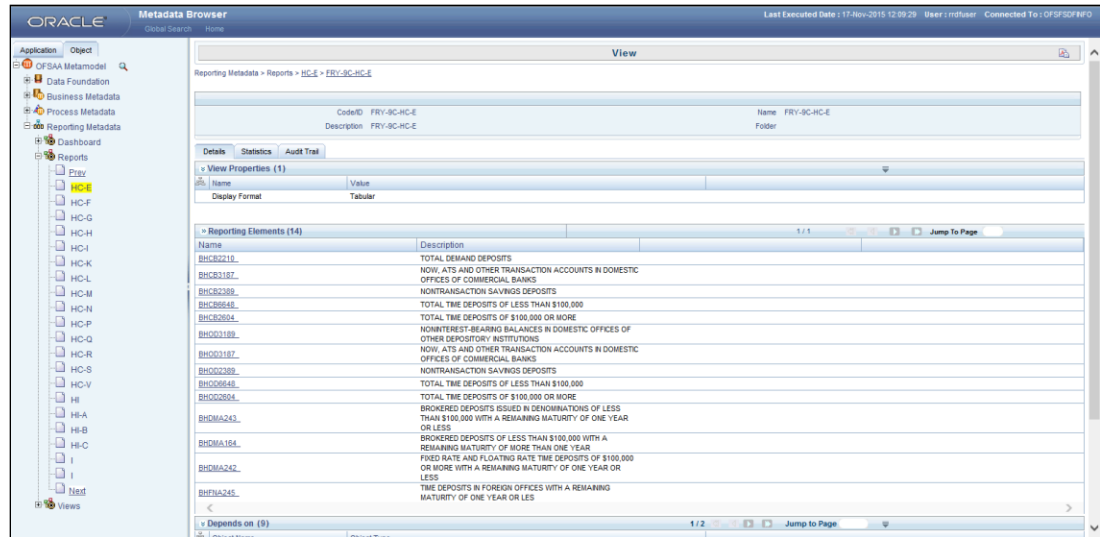 ORACLE
Metadata Browser
Global Search Home
Last Executed Date : 17-Nov-2015 12:09:29 User : rrdfuser Connected To : OFSFSDFINFO
Application Object
OFSAA Metamodel
Data Foundation
Business Metadata
Process Metadata
Reporting Metadata
Dashboard
Reports
Prev
HC-E
HC-F
HC-G
HC-H
HC-I
HC-K
HC-L
HC-M
HC-N
HC-P
HC-Q
HC-R
HC-S
HC-V
HI
HI-A
HI-B
HI-C
I
I
Next
Views
View
Reporting Metadata > Reports > HC-E > FRY-9C-HC-E
Code/ID FRY-9C-HC-E Name FRY-9C-HC-E
Description FRY-9C-HC-E Folder
Details Statistics Audit Trail
View Properties (1)
Name Value
Display Format Tabular
Reporting Elements (14) 1 / 1 Jump To Page
Name Description
BHCB2210 TOTAL DEMAND DEPOSITS
BHCB3187 NOW, ATS AND OTHER TRANSACTION ACCOUNTS IN DOMESTIC
OFFICES OF COMMERCIAL BANKS
BHCB2389 NONTRANSACTION SAVINGS DEPOSITS
BHCB6648 TOTAL TIME DEPOSITS OF LESS THAN $100,000
BHCB2604 TOTAL TIME DEPOSITS OF $100,000 OR MORE
BHOD3189 NONINTEREST-BEARING BALANCES IN DOMESTIC OFFICES OF
OTHER DEPOSITORY INSTITUTIONS
BHOD3187 NOW, ATS AND OTHER TRANSACTION ACCOUNTS IN DOMESTIC
OFFICES OF COMMERCIAL BANKS
BHOD2389 NONTRANSACTION SAVINGS DEPOSITS
BHOD6648 TOTAL TIME DEPOSITS OF LESS THAN $100,000
BHOD2604 TOTAL TIME DEPOSITS OF $100,000 OR MORE
BHDMA243 BROKERED DEPOSITS ISSUED IN DENOMINATIONS OF LESS
THAN $100,000 WITH A REMAINING MATURITY OF ONE YEAR
OR LESS
BHDMA164 BROKERED DEPOSITS OF LESS THAN $100,000 WITH A
REMAINING MATURITY OF MORE THAN ONE YEAR
BHDMA242 FIXED RATE AND FLOATING RATE TIME DEPOSITS OF $100,000
OR MORE WITH A REMAINING MATURITY OF ONE YEAR OR
LESS
BHFNA245 TIME DEPOSITS IN FOREIGN OFFICES WITH A REMAINING
MATURITY OF ONE YEAR OR LES
Depends on (9) 1 / 2 Jump to Page
Object Name Object Type